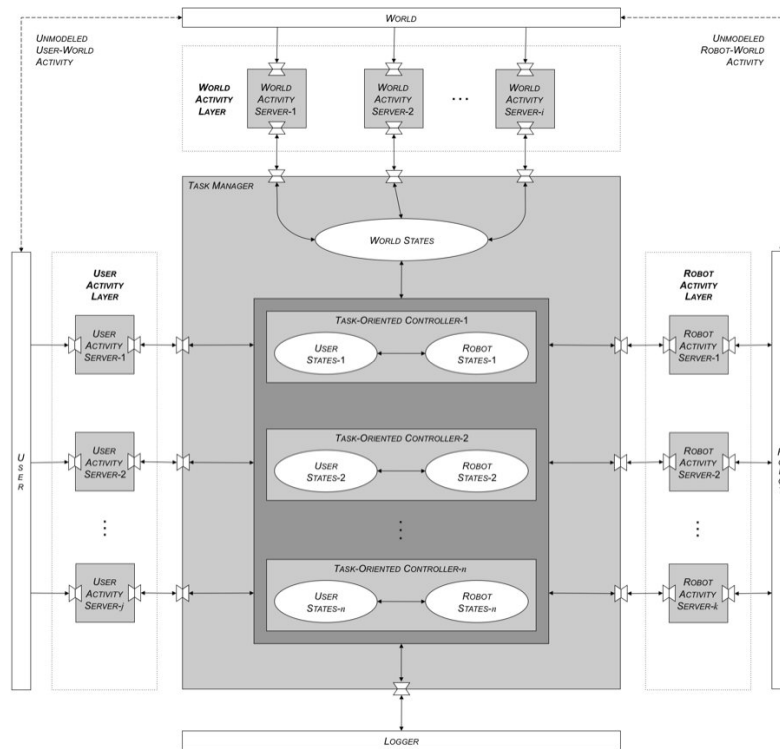 WORLD
UNMODELED
USER-WORLD
ACTIVITY
UNMODELED
ROBOT-WORLD
ACTIVITY
WORLD
ACTIVITY
LAYER
WORLD
ACTIVITY
SERVER-1
WORLD
ACTIVITY
SERVER-2
...
WORLD
ACTIVITY
SERVER-i
TASK MANAGER
WORLD STATES
USER
ACTIVITY
LAYER
ROBOT
ACTIVITY
LAYER
USER
ACTIVITY
SERVER-1
TASK-ORIENTED CONTROLLER-1
USER
STATES-1
ROBOT
STATES-1
ROBOT
ACTIVITY
SERVER-1
USER
USER
ACTIVITY
SERVER-2
TASK-ORIENTED CONTROLLER-2
USER
STATES-2
ROBOT
STATES-2
ROBOT
ACTIVITY
SERVER-2
USER
ACTIVITY
SERVER-j
TASK-ORIENTED CONTROLLER-n
USER
STATES-n
ROBOT
STATES-n
ROBOT
ACTIVITY
SERVER-k
LOGGER